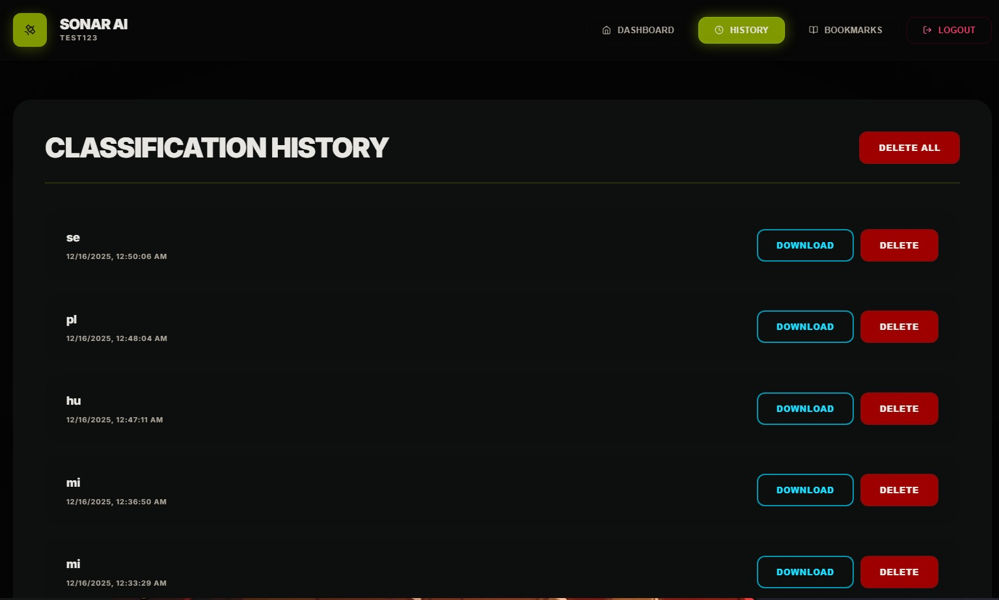 SONAR AI
TEST123
DASHBOARD
HISTORY
BOOKMARKS
LOGOUT
CLASSIFICATION HISTORY
DELETE ALL
se
12/16/2025, 12:50:06 AM
DOWNLOAD
DELETE
pl
12/16/2025, 12:48:04 AM
DOWNLOAD
DELETE
hu
12/16/2025, 12:47:11 AM
DOWNLOAD
DELETE
mi
12/16/2025, 12:36:50 AM
DOWNLOAD
DELETE
mi
12/16/2025, 12:33:29 AM
DOWNLOAD
DELETE